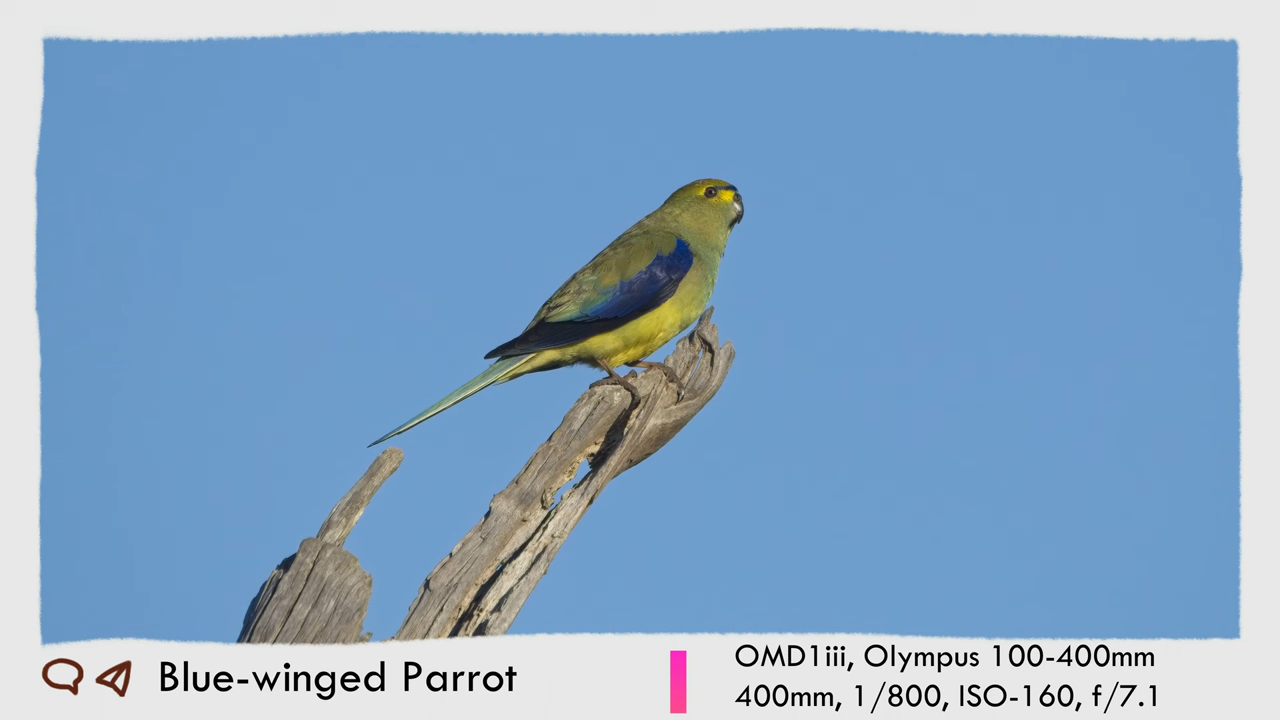 Blue-winged Parrot
OMD1iii, Olympus 100-400mm
400mm, 1/800, ISO-160, f/7.1